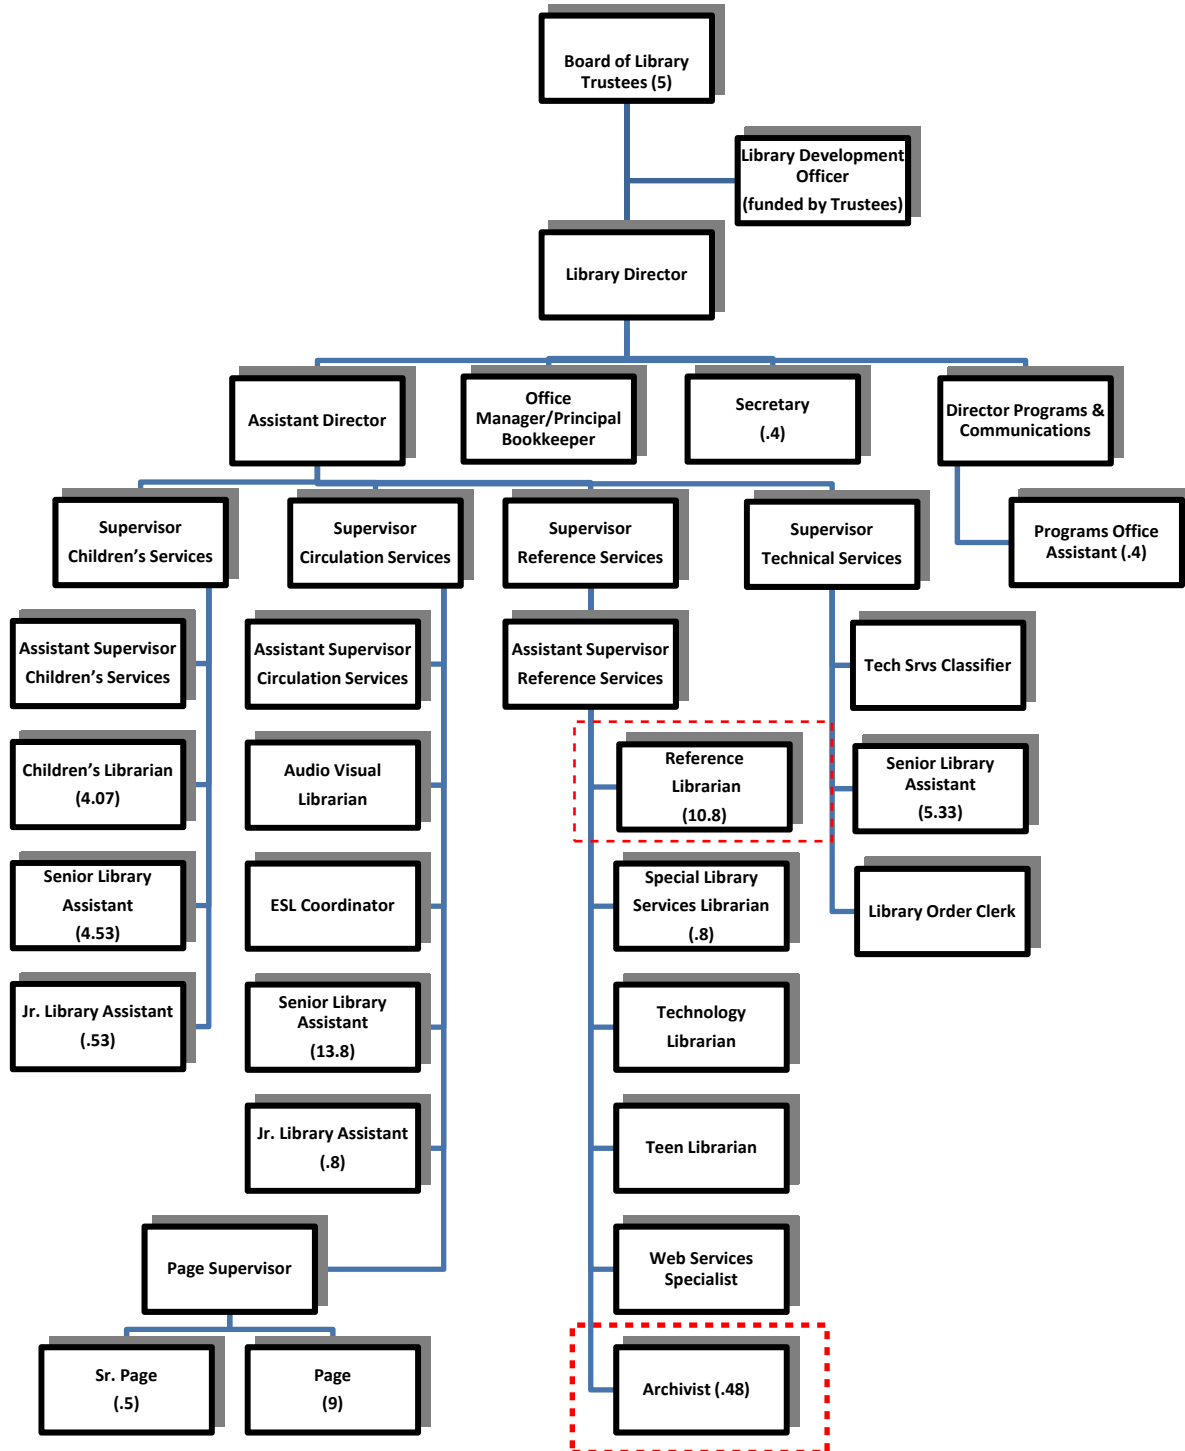 Board of Library
Trustees (5)
Library Development
Officer
(funded by Trustees)
Library Director
Assistant Director
Office
Manager/Principal
Bookkeeper
Secretary
(.4)
Director Programs &
Communications
Programs Office
Assistant (.4)
Supervisor
Children’s Services
Supervisor
Circulation Services
Supervisor
Reference Services
Supervisor
Technical Services
Assistant Supervisor
Children’s Services
Assistant Supervisor
Circulation Services
Assistant Supervisor
Reference Services
Tech Srvs Classifier
Children’s Librarian
(4.07)
Audio Visual
Librarian
Reference
Librarian
(10.8)
Senior Library
Assistant
(5.33)
Senior Library
Assistant
(4.53)
ESL Coordinator
Special Library
Services Librarian
(.8)
Library Order Clerk
Jr. Library Assistant
(.53)
Senior Library
Assistant
(13.8)
Technology
Librarian
Jr. Library Assistant
(.8)
Teen Librarian
Page Supervisor
Web Services
Specialist
Sr. Page
(.5)
Page
(9)
Archivist (.48)